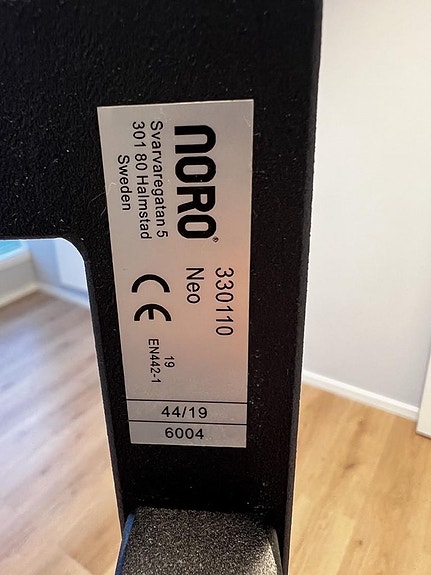 NORO®
Svarvaregatan 5
301 80 Halmstad
Sweden
330110
Neo
CE
19
EN442-1
44/19
6004